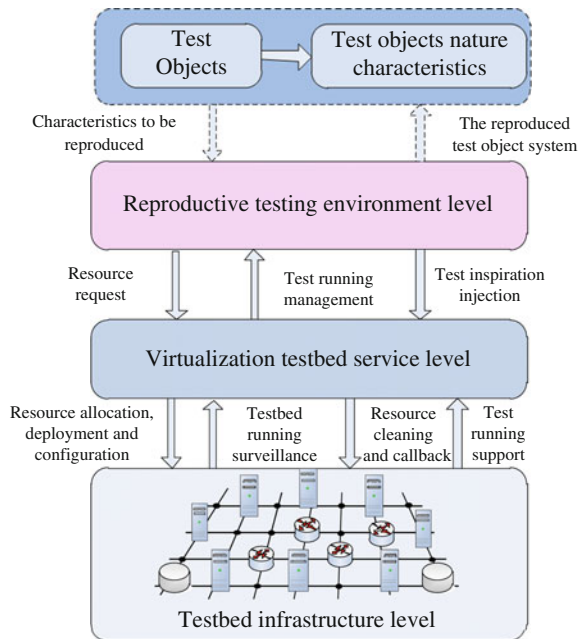 Test
Objects
Test objects nature
characteristics
Characteristics to be
reproduced
The reproduced
test object system
Reproductive testing environment level
Resource
request
Test running
management
Test inspiration
injection
Virtualization testbed service level
Resource allocation,
deployment and
configuration
Testbed
running
surveillance
Resource
cleaning
and callback
Test
running
support
Testbed infrastructure level